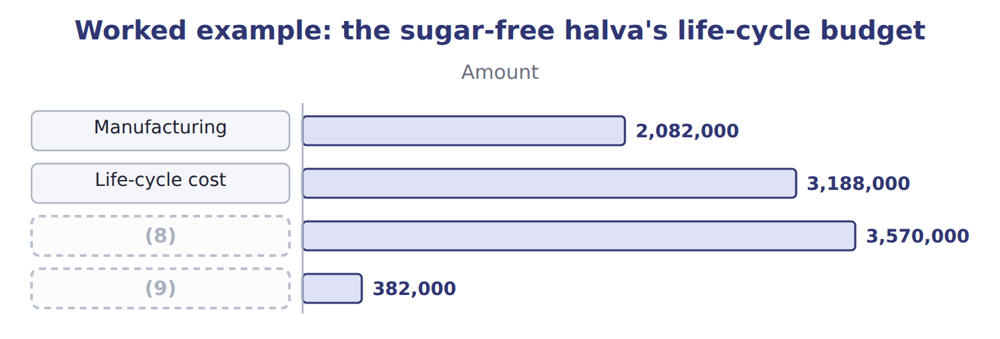 Worked example: the sugar-free halva's life-cycle budget
Amount
Manufacturing
2,082,000
Life-cycle cost
3,188,000
(8)
3,570,000
(9)
382,000